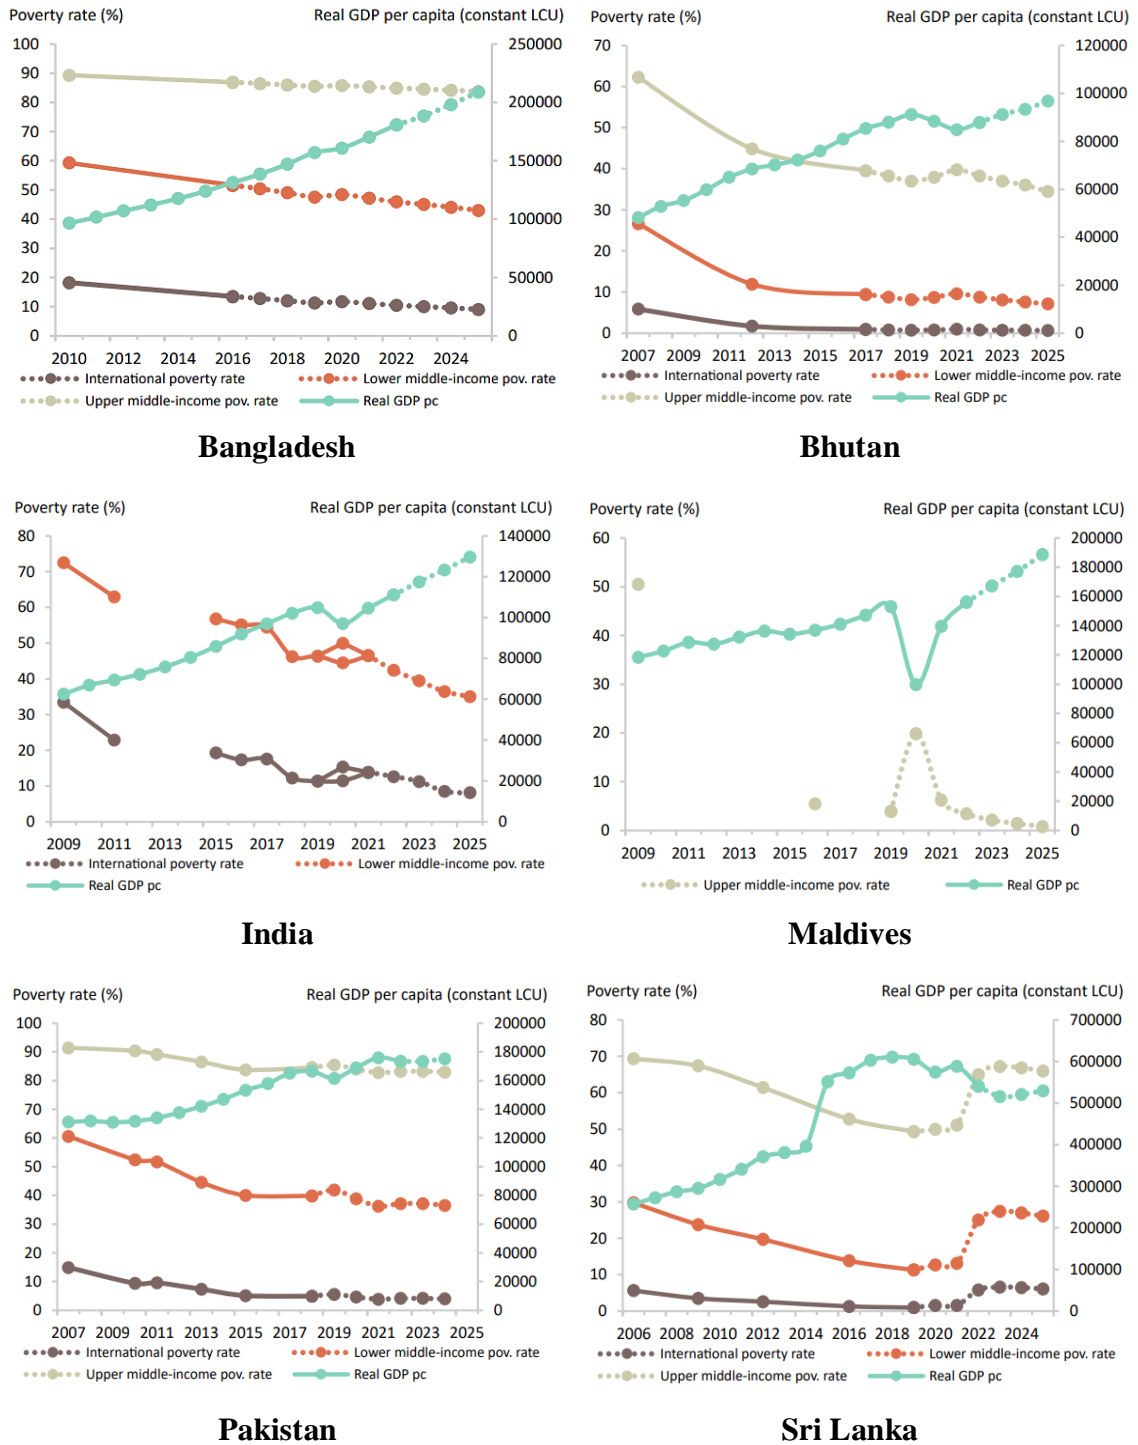 Poverty rate (%) Real GDP per capita (constant LCU)
100 250000
90
80 200000
70
60 150000
50
40 100000
30
20 50000
10
0 0
2010 2012 2014 2016 2018 2020 2022 2024
International poverty rate Lower middle-income pov. rate
Upper middle-income pov. rate Real GDP pc
Bangladesh
Poverty rate (%) Real GDP per capita (constant LCU)
70 120000
60 100000
50 80000
40
30 60000
20 40000
10 20000
0 0
2007 2009 2011 2013 2015 2017 2019 2021 2023 2025
International poverty rate Lower middle-income pov. rate
Upper middle-income pov. rate Real GDP pc
Bhutan
Poverty rate (%) Real GDP per capita (constant LCU)
80 140000
70 120000
60 100000
50 80000
40
30 60000
20 40000
10 20000
0 0
2009 2011 2013 2015 2017 2019 2021 2023 2025
International poverty rate Lower middle-income pov. rate
Real GDP pc
India
Poverty rate (%) Real GDP per capita (constant LCU)
60 200000
180000
50 160000
140000
40 120000
30 100000
80000
20 60000
40000
10 20000
0 0
2009 2011 2013 2015 2017 2019 2021 2023 2025
Upper middle-income pov. rate Real GDP pc
Maldives
Poverty rate (%) Real GDP per capita (constant LCU)
100 200000
90 180000
80 160000
70 140000
60 120000
50 100000
40 80000
30 60000
20 40000
10 20000
0 0
2007 2009 2011 2013 2015 2017 2019 2021 2023 2025
International poverty rate Lower middle-income pov. rate
Upper middle-income pov. rate Real GDP pc
Pakistan
Poverty rate (%) Real GDP per capita (constant LCU)
80 700000
70 600000
60 500000
50 400000
40
30 300000
20 200000
10 100000
0 0
2006 2008 2010 2012 2014 2016 2018 2020 2022 2024
International poverty rate Lower middle-income pov. rate
Upper middle-income pov. rate Real GDP pc
Sri Lanka